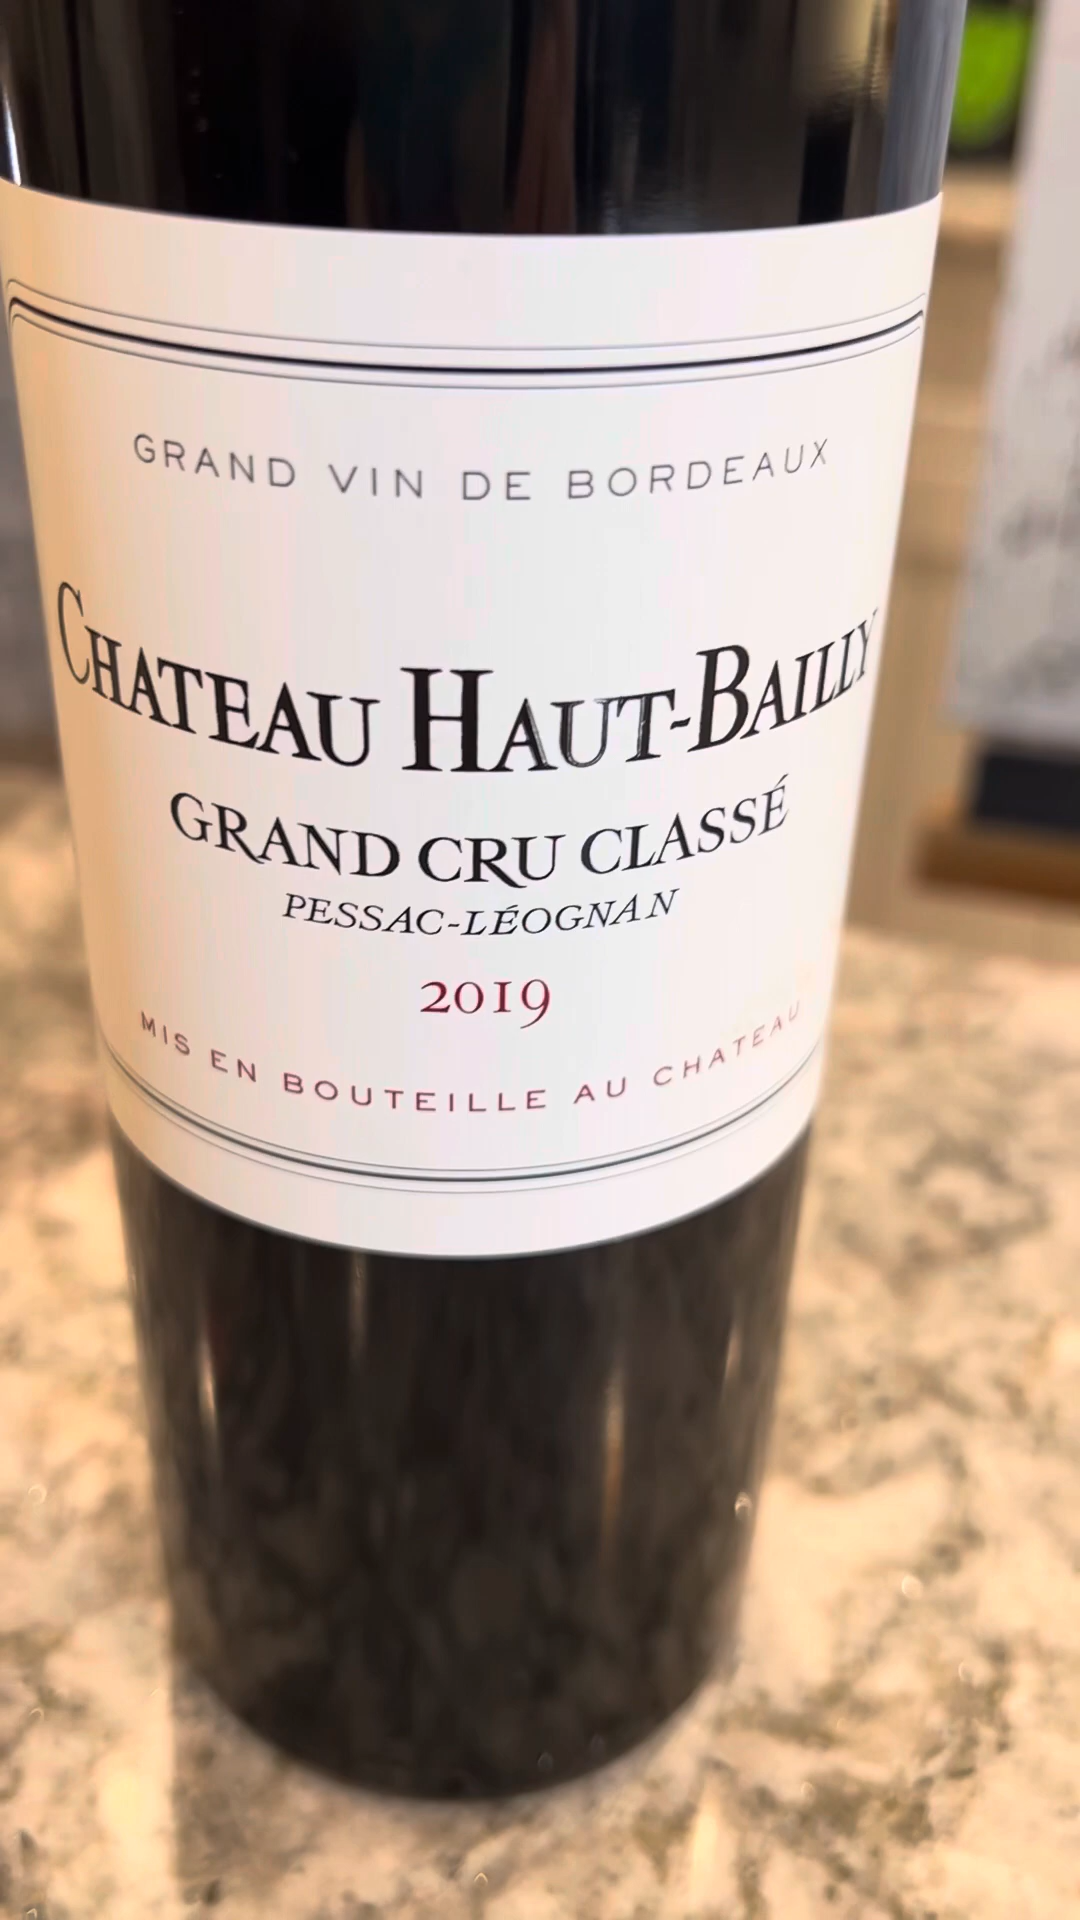 GRAND VIN DE BORDEAUX
CHATEAU HAUT-BAILLY
GRAND CRU CLASSÉ
PESSAC-LÉOGNAN
2019
MIS EN BOUTEILLE AU CHATEAU